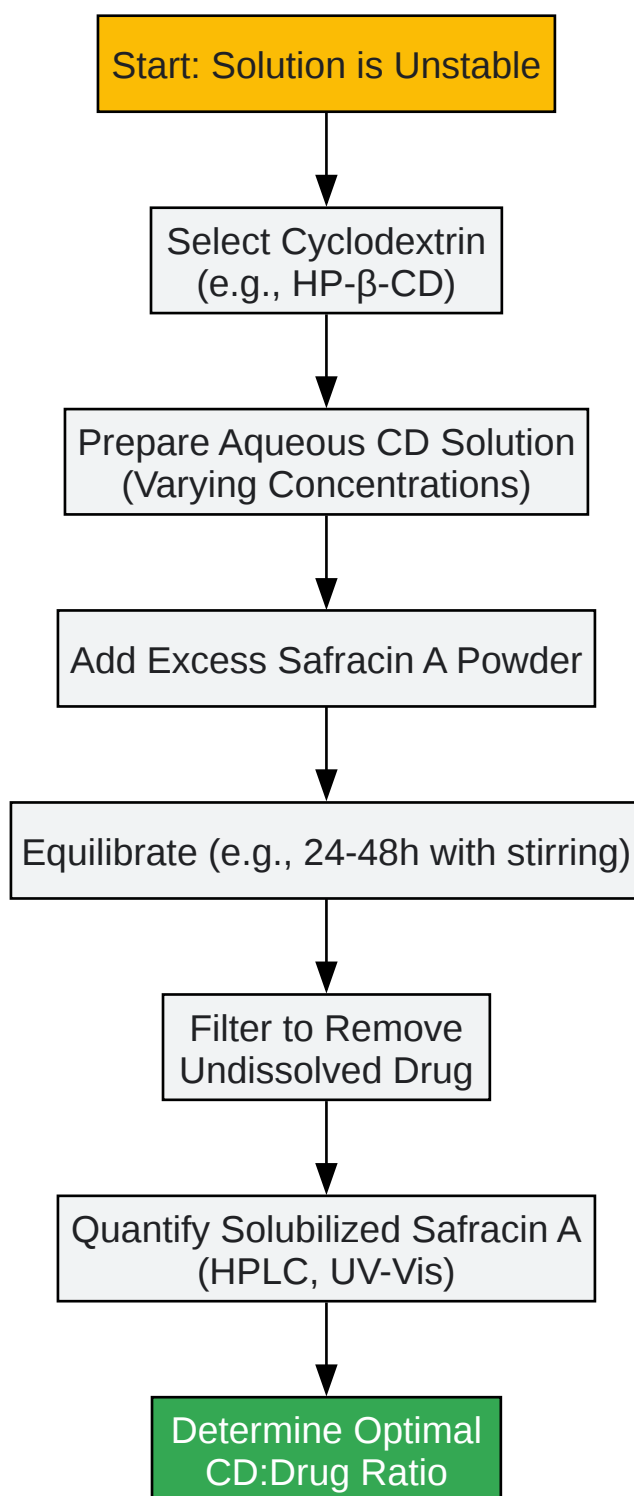 Start: Solution is Unstable
Select Cyclodextrin
(e.g., HP-β-CD)
Prepare Aqueous CD Solution
(Varying Concentrations)
Add Excess Safracin A Powder
Equilibrate (e.g., 24-48h with stirring)
Filter to Remove
Undissolved Drug
Quantify Solubilized Safracin A
(HPLC, UV-Vis)
Determine Optimal
CD:Drug Ratio